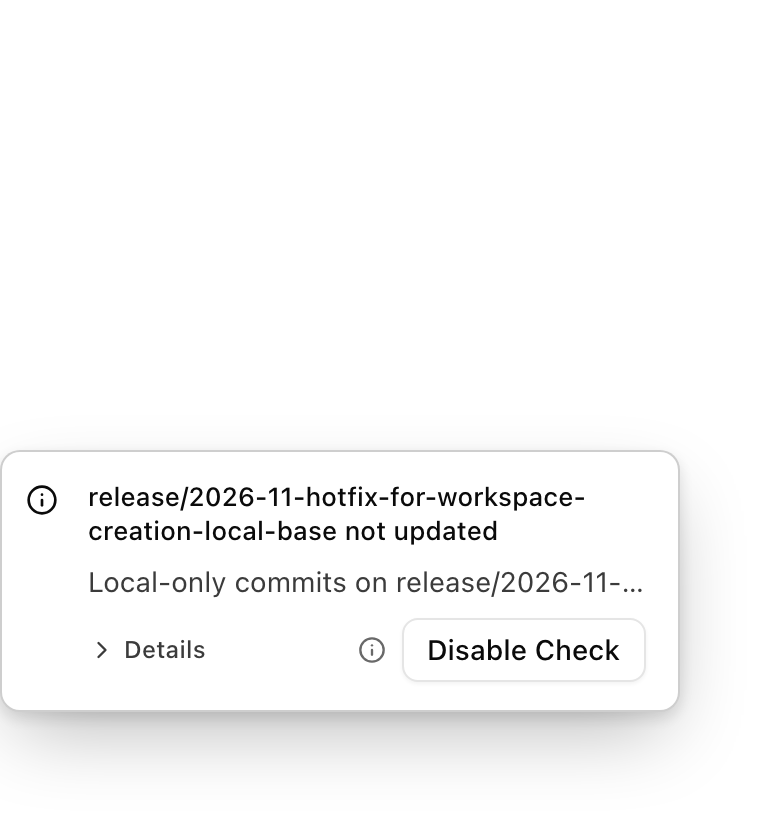 release/2026-11-hotfix-for-workspace-
creation-local-base not updated
Local-only commits on release/2026-11-...
Details
Disable Check